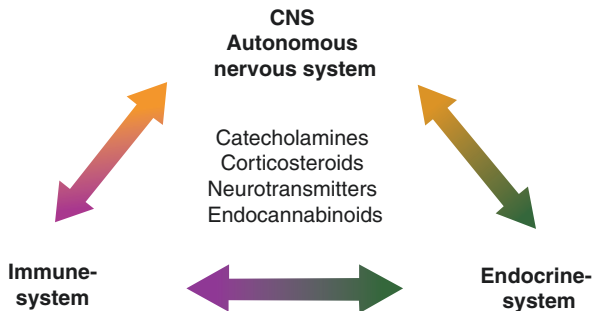 CNS
Autonomous
nervous system
Catecholamines
Corticosteroids
Neurotransmitters
Endocannabinoids
Immune-
system
Endocrine-
system